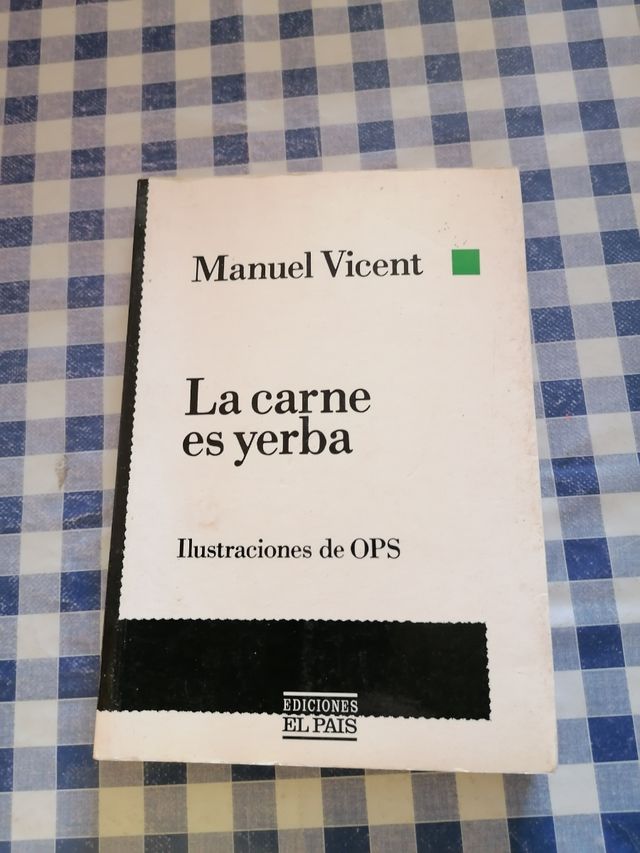 Manuel Vicent
La carne
es yerba
Ilustraciones de OPS
EDICIONES
EL PAIS